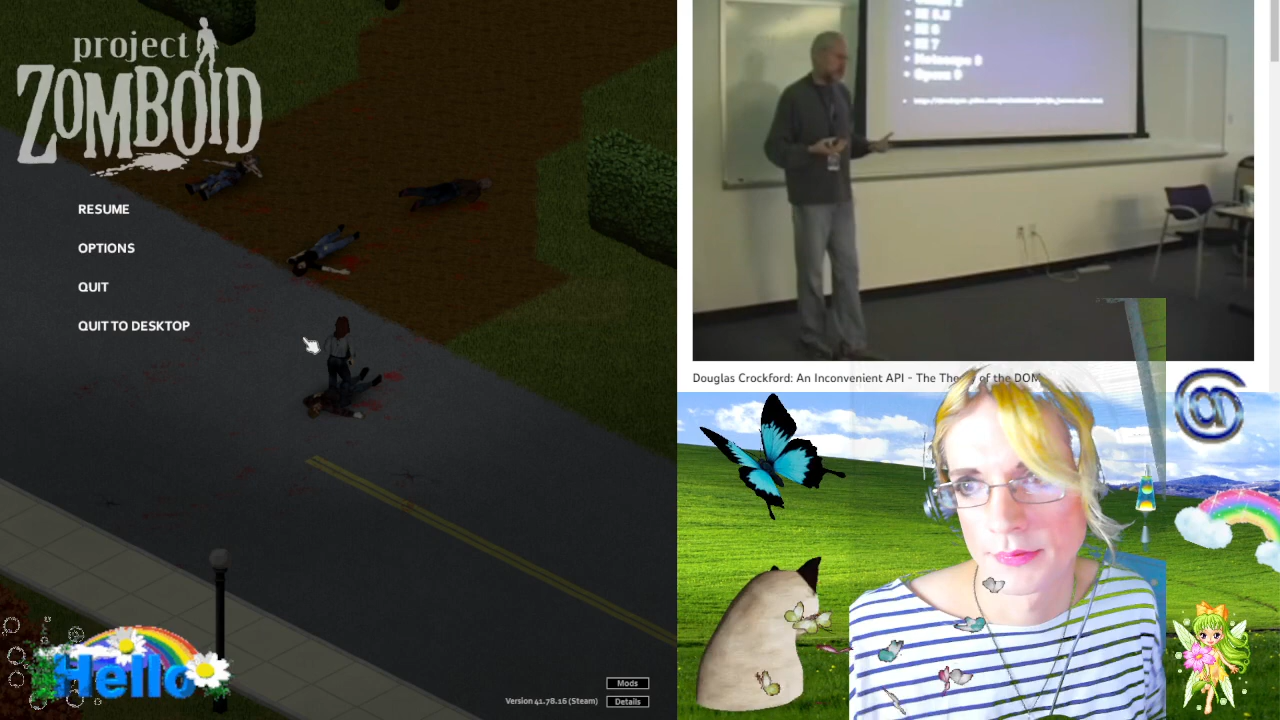 project
ZOMBOID
RESUME
OPTIONS
QUIT
QUIT TO DESKTOP
Hello
Mods
Version 41.78.16 (Steam)
Details
Douglas Crockford: An Inconvenient API - The of the DOM
@